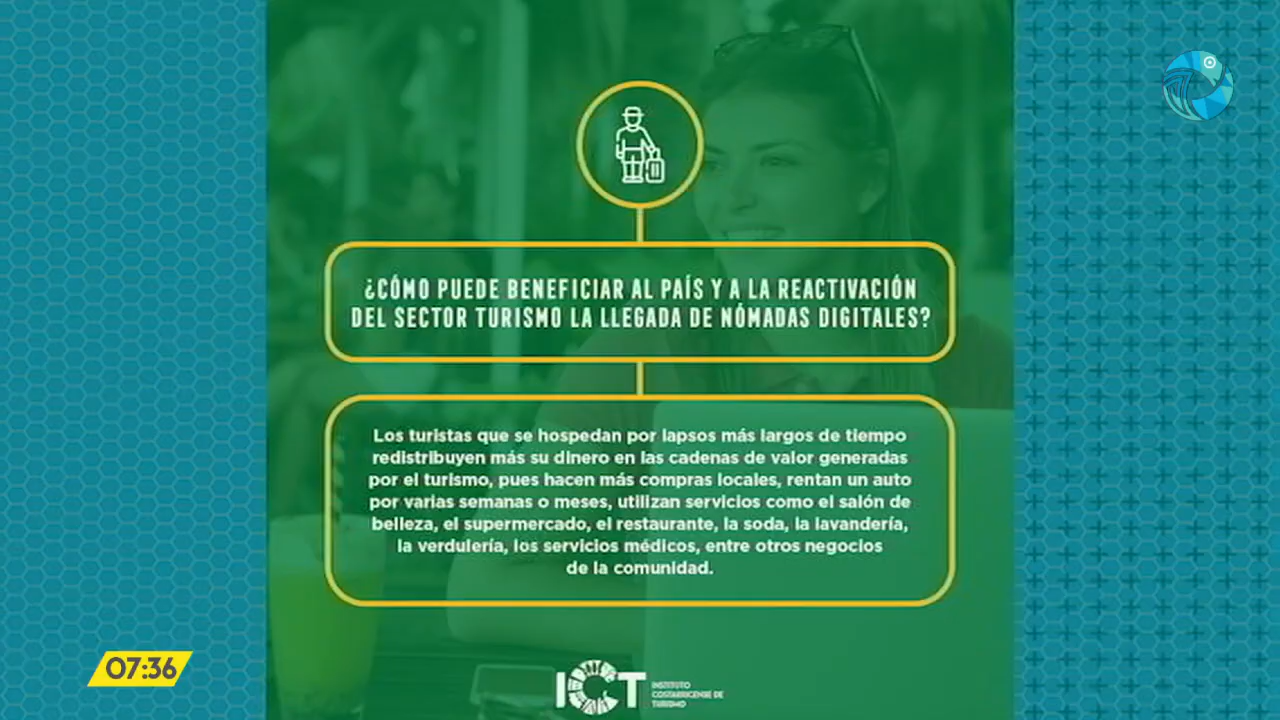 ¿CÓMO PUEDE BENEFICIAR AL PAÍS Y A LA REACTIVACIÓN
DEL SECTOR TURISMO LA LLEGADA DE NÓMADAS DIGITALES?
Los turistas que se hospedan por lapsos más largos de tiempo
redistribuyen más su dinero en las cadenas de valor generadas
por el turismo, pues hacen más compras locales, rentan un auto
por varias semanas o meses, utilizan servicios como el salón de
belleza, el supermercado, el restaurante, la soda, la lavandería,
la verdulería, los servicios médicos, entre otros negocios
de la comunidad.
07:36
ICT
INSTITUTO
COSTARRICENSE DE
TURISMO